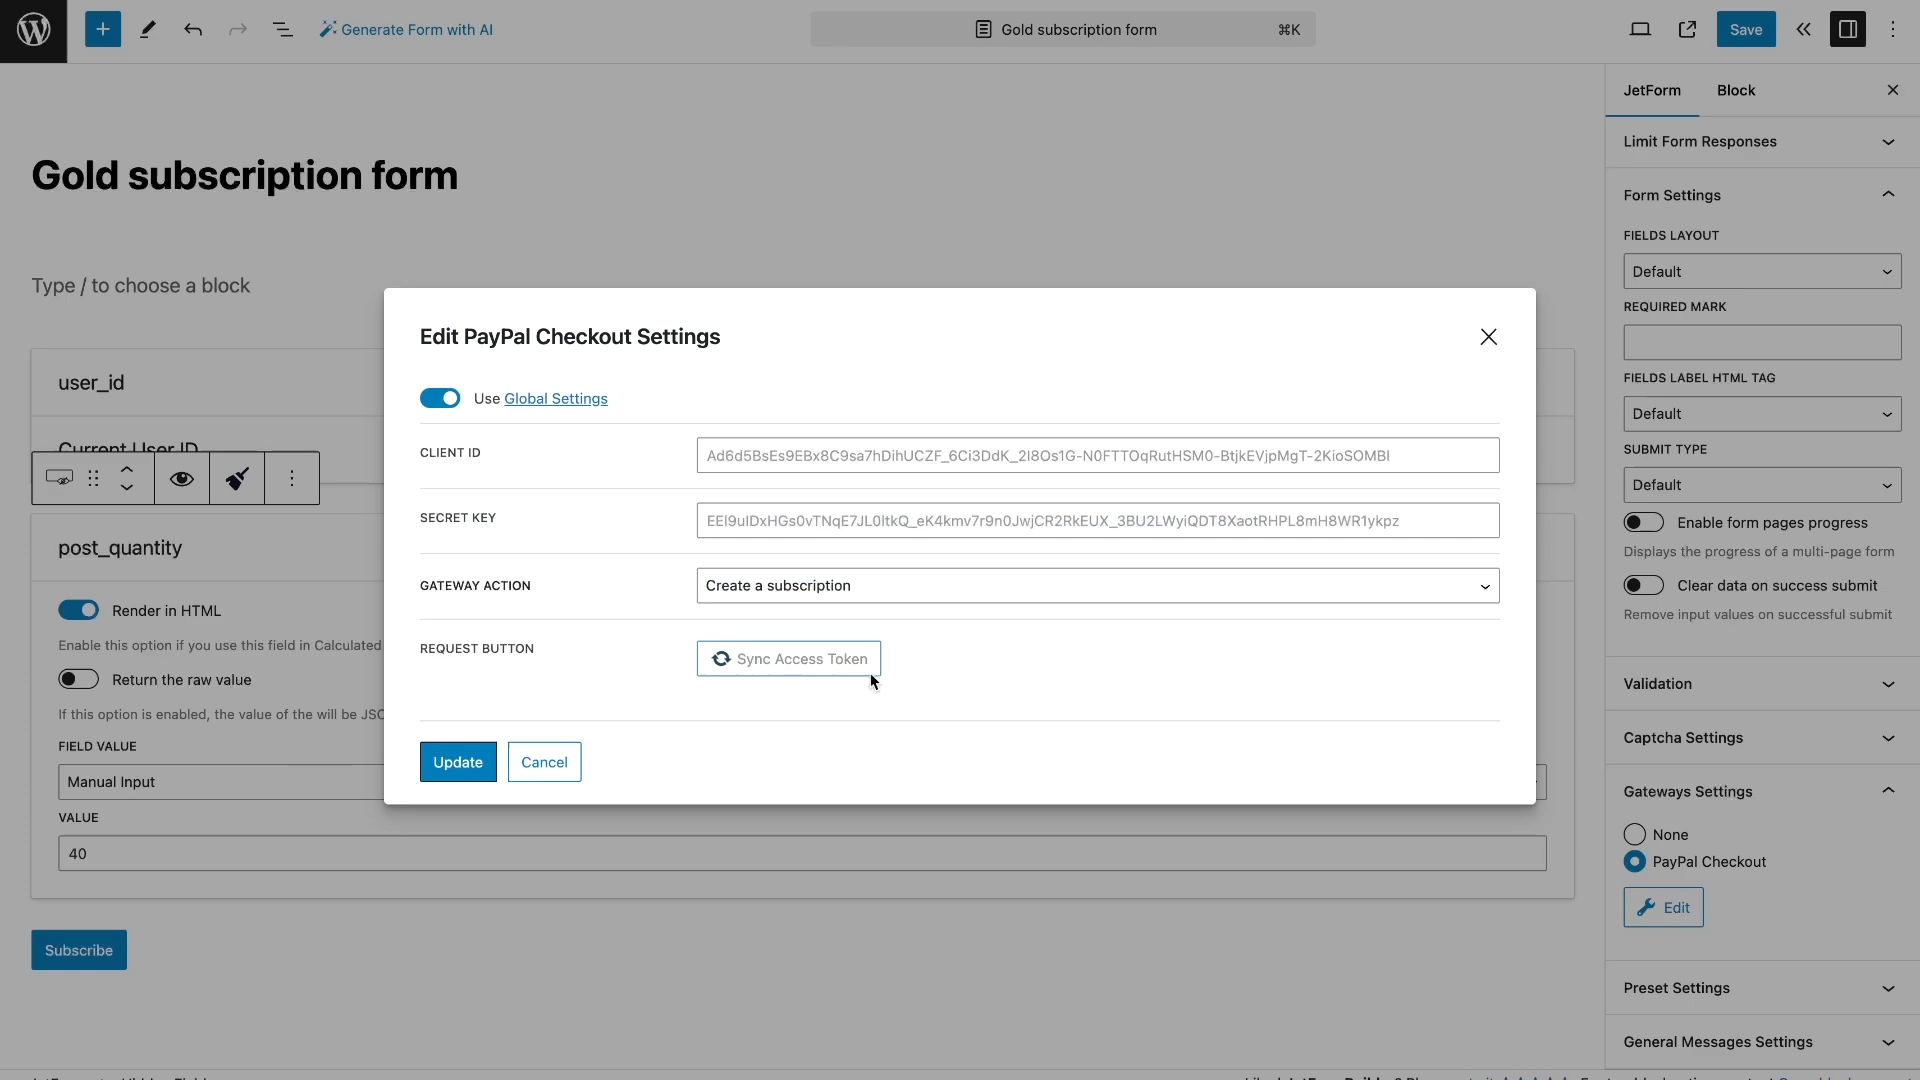 Generate Form with AI
Gold subscription form
⌘K
Save
JetForm
Block
Limit Form Responses
Gold subscription form
Form Settings
FIELDS LAYOUT
Default
Type / to choose a block
REQUIRED MARK
Edit PayPal Checkout Settings
user_id
FIELDS LABEL HTML TAG
Use Global Settings
Default
Current User ID
CLIENT ID
Ad6d5BsEs9EBx8C9sa7hDihUCZF_6Ci3DdK_2I8Os1G-N0FTTOqRutHSM0-BtjkEVjpMgT-2KioSOMBI
SUBMIT TYPE
Default
SECRET KEY
EEI9uIDxHGs0vTNqE7JL0ltkQ_eK4kmv7r9n0JwjCR2RkEUX_3BU2LWyiQDT8XaotRHPL8mH8WR1ykpz
Enable form pages progress
Displays the progress of a multi-page form
post_quantity
GATEWAY ACTION
Create a subscription
Clear data on success submit
Remove input values on successful submit
Render in HTML
Enable this option if you use this field in Calculated
REQUEST BUTTON
Sync Access Token
Return the raw value
If this option is enabled, the value of the will be JSO
Validation
FIELD VALUE
Manual Input
Captcha Settings
Update
Cancel
Gateways Settings
VALUE
40
None
PayPal Checkout
Edit
Subscribe
Preset Settings
General Messages Settings